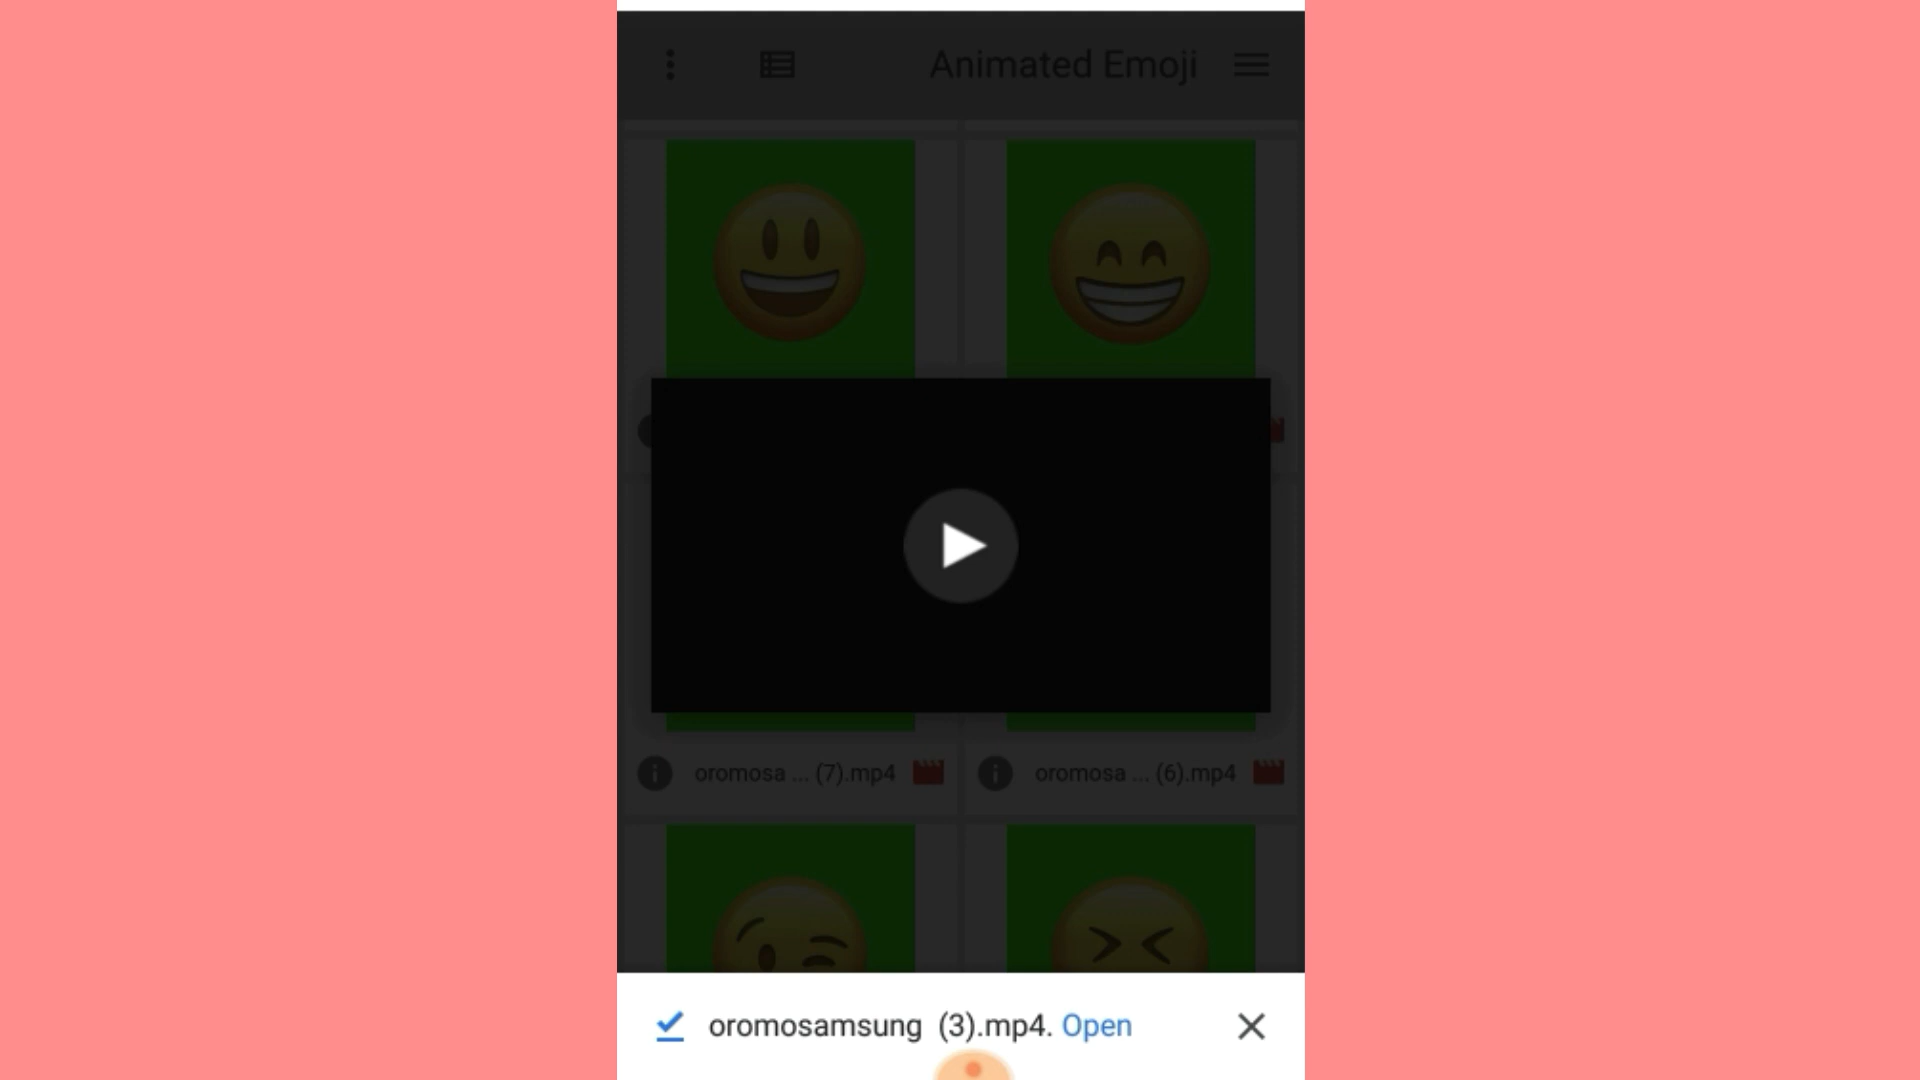 Animated Emoji
oromosa ... (7).mp4
oromosa ... (6).mp4
oromosamsung (3).mp4. Open